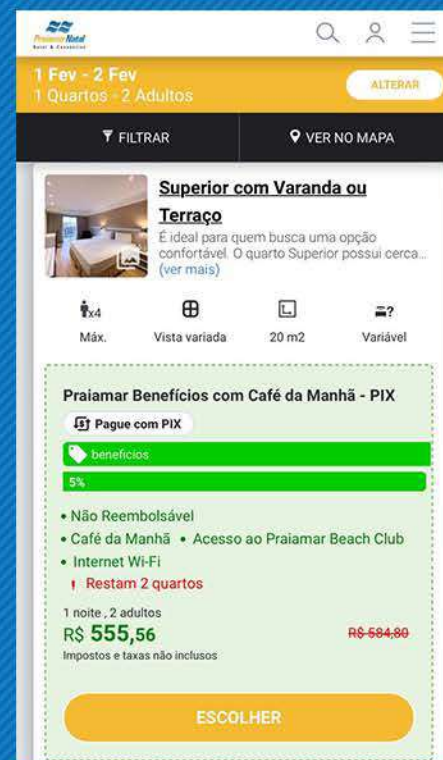 Praiamar Natal
Hotel & Convention
1 Fev - 2 Fev
1 Quartos - 2 Adultos
ALTERAR
FILTRAR
VER NO MAPA
Superior com Varanda ou
Terraço
É ideal para quem busca uma opção
confortável. O quarto Superior possui cerca...
(ver mais)
x4
?
Máx.
Vista variada
20 m2
Variável
Praiamar Benefícios com Café da Manhã - PIX
Pague com PIX
beneficios
5%
• Não Reembolsável
• Café da Manhã • Acesso ao Praiamar Beach Club
• Internet Wi-Fi
! Restam 2 quartos
1 noite , 2 adultos
R$ 555,56
R$ 584,80
Impostos e taxas não inclusos
ESCOLHER